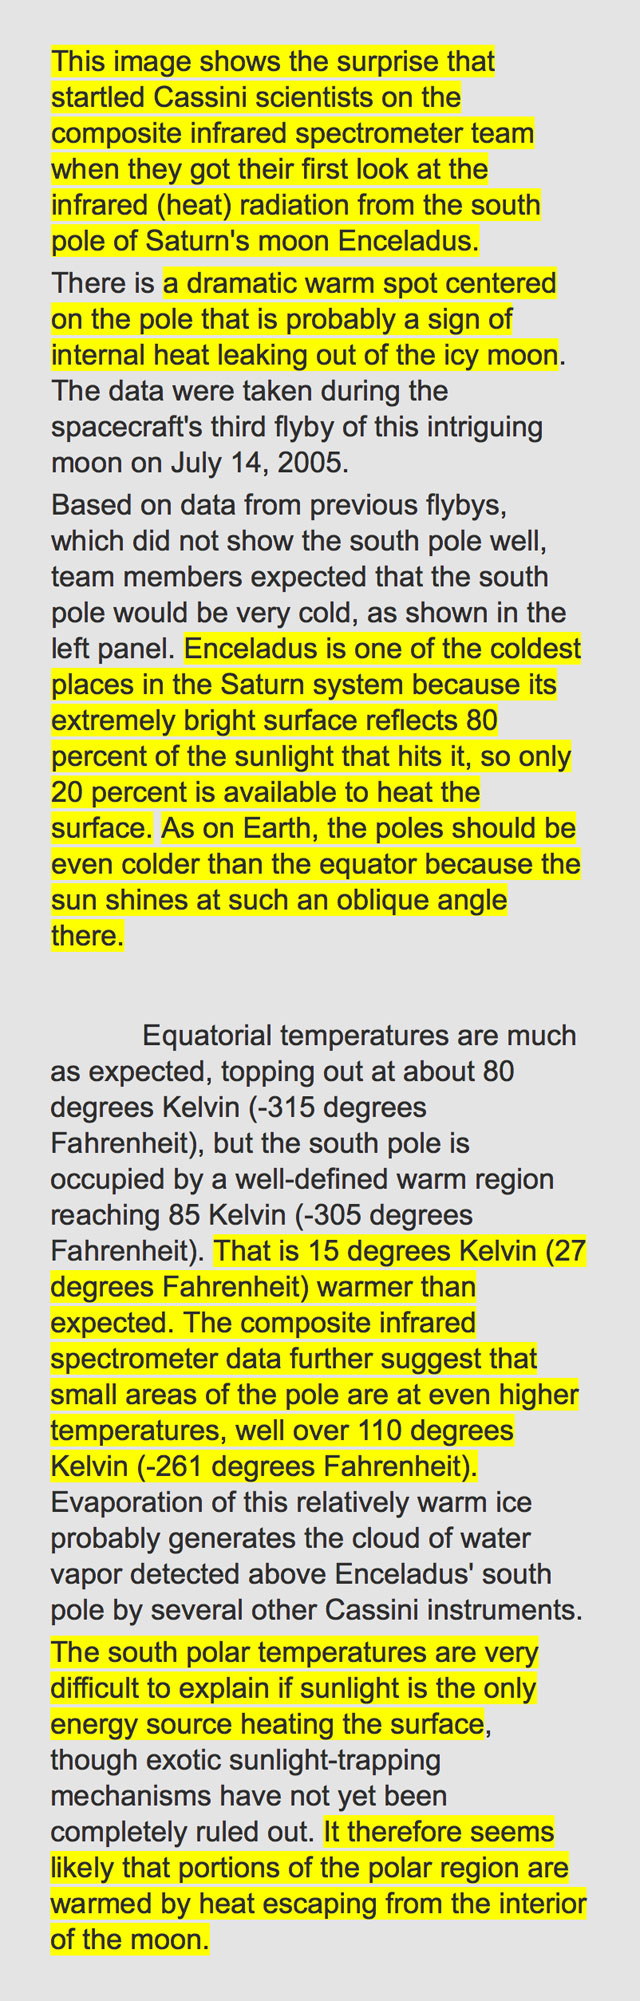 This image shows the surprise that
startled Cassini scientists on the
composite infrared spectrometer team
when they got their first look at the
infrared (heat) radiation from the south
pole of Saturn's moon Enceladus.
There is a dramatic warm spot centered
on the pole that is probably a sign of
internal heat leaking out of the icy moon.
The data were taken during the
spacecraft's third flyby of this intriguing
moon on July 14, 2005.
Based on data from previous flybys,
which did not show the south pole well,
team members expected that the south
pole would be very cold, as shown in the
left panel. Enceladus is one of the coldest
places in the Saturn system because its
extremely bright surface reflects 80
percent of the sunlight that hits it, so only
20 percent is available to heat the
surface. As on Earth, the poles should be
even colder than the equator because the
sun shines at such an oblique angle
there.
Equatorial temperatures are much
as expected, topping out at about 80
degrees Kelvin (-315 degrees
Fahrenheit), but the south pole is
occupied by a well-defined warm region
reaching 85 Kelvin (-305 degrees
Fahrenheit). That is 15 degrees Kelvin (27
degrees Fahrenheit) warmer than
expected. The composite infrared
spectrometer data further suggest that
small areas of the pole are at even higher
temperatures, well over 110 degrees
Kelvin (-261 degrees Fahrenheit).
Evaporation of this relatively warm ice
probably generates the cloud of water
vapor detected above Enceladus' south
pole by several other Cassini instruments.
The south polar temperatures are very
difficult to explain if sunlight is the only
energy source heating the surface,
though exotic sunlight-trapping
mechanisms have not yet been
completely ruled out. It therefore seems
likely that portions of the polar region are
warmed by heat escaping from the interior
of the moon.